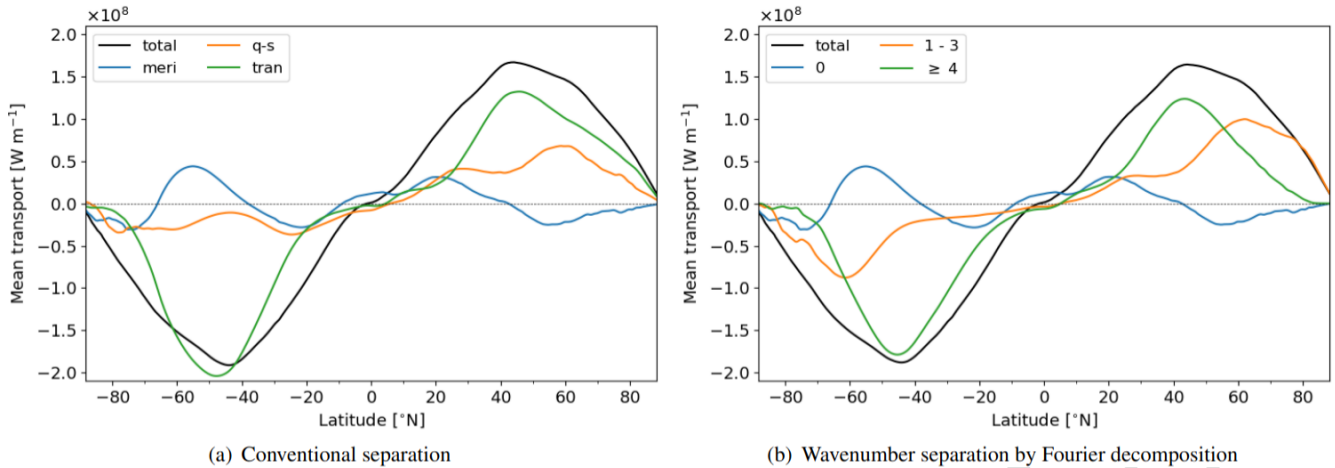 ×10⁸
2.0
1.5
1.0
0.5
0.0
−0.5
−1.0
−1.5
−2.0
Mean transport [W m⁻¹]
total
meri
q-s
tran
−80 −60 −40 −20 0 20 40 60 80
Latitude [°N]
(a) Conventional separation
×10⁸
2.0
1.5
1.0
0.5
0.0
−0.5
−1.0
−1.5
−2.0
Mean transport [W m⁻¹]
total
0
1 - 3
≥ 4
−80 −60 −40 −20 0 20 40 60 80
Latitude [°N]
(b) Wavenumber separation by Fourier decomposition